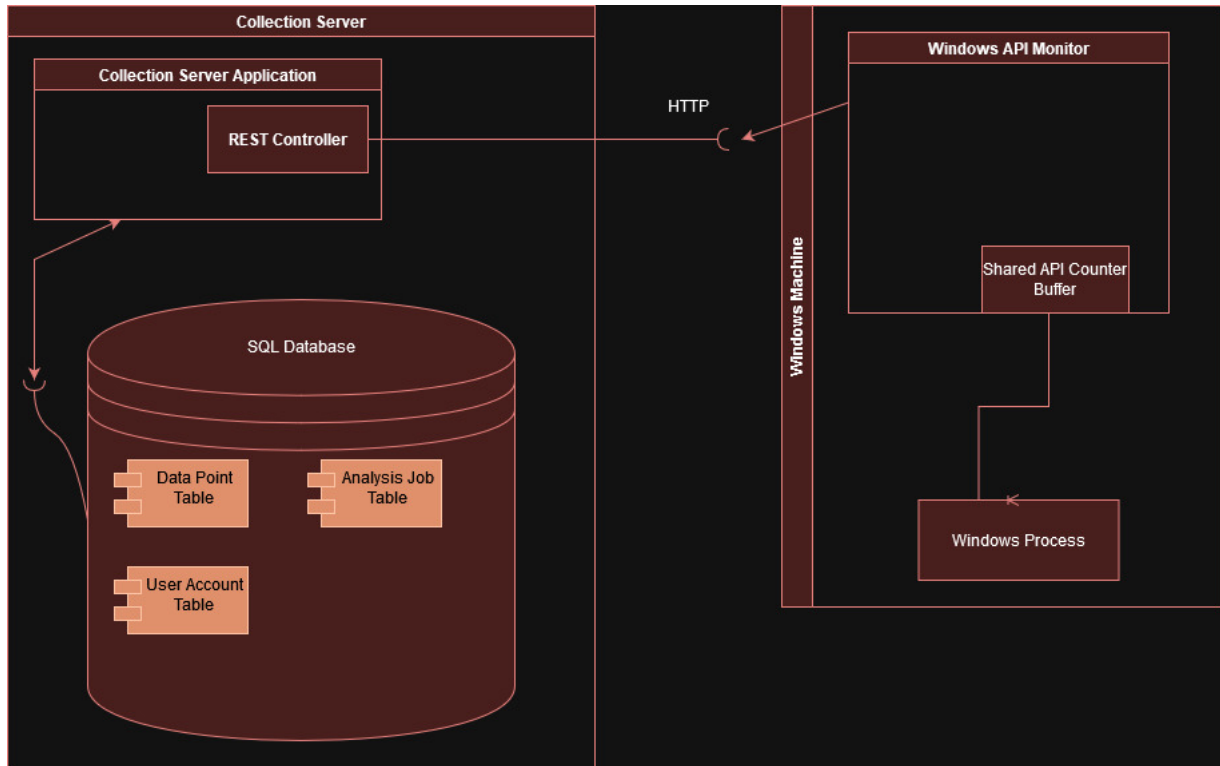 Collection Server
Collection Server Application
REST Controller
SQL Database
Data Point
Table
Analysis Job
Table
User Account
Table
HTTP
Windows Machine
Windows API Monitor
Shared API Counter
Buffer
Windows Process